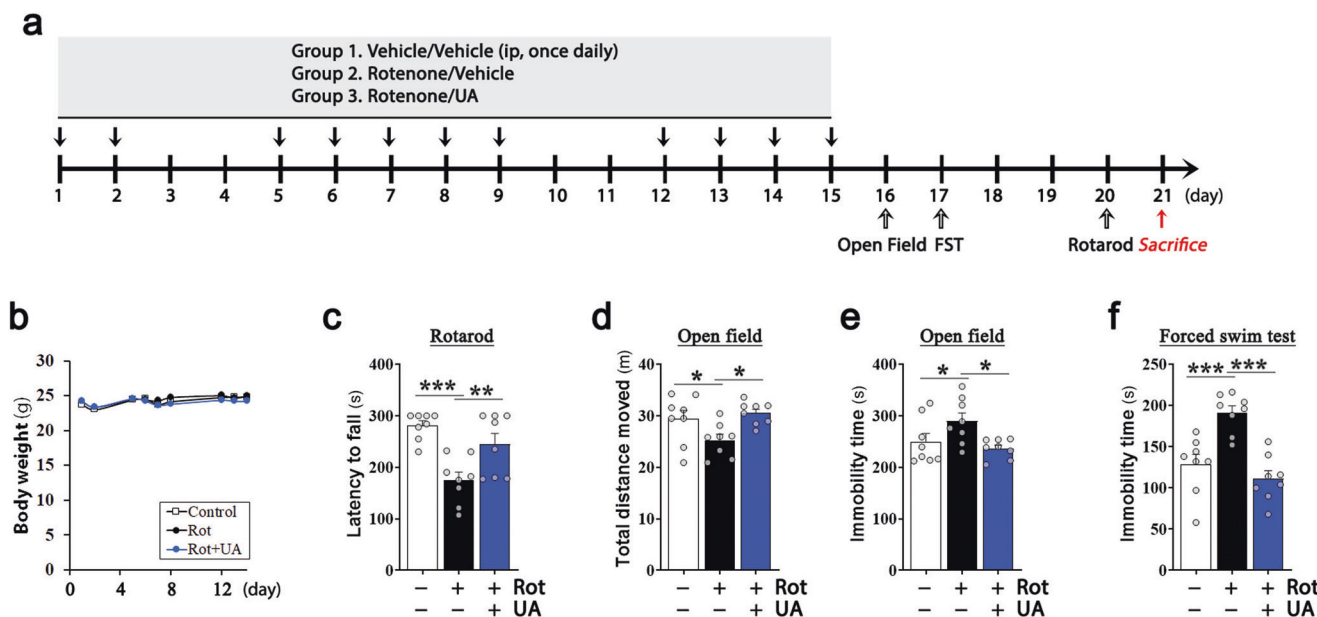 a
Group 1. Vehicle/Vehicle (ip, once daily)
Group 2. Rotenone/Vehicle
Group 3. Rotenone/UA
1 2 3 4 5 6 7 8 9 10 11 12 13 14 15 16 17 18 19 20 21 (day)
Open Field FST Rotarod Sacrifice
b
Body weight (g)
30
25
20
15
10
5
0
0 4 8 12 (day)
Control
Rot
Rot+UA
c
Rotarod
Latency to fall (s)
400
300
200
100
0
*** **
− + + Rot
− − + UA
d
Open field
Total distance moved (m)
40
30
20
10
0
* *
− + + Rot
− − + UA
e
Open field
Immobility time (s)
400
300
200
100
0
* *
− + + Rot
− − + UA
f
Forced swim test
Immobility time (s)
250
200
150
100
50
0
*** ***
− + + Rot
− − + UA